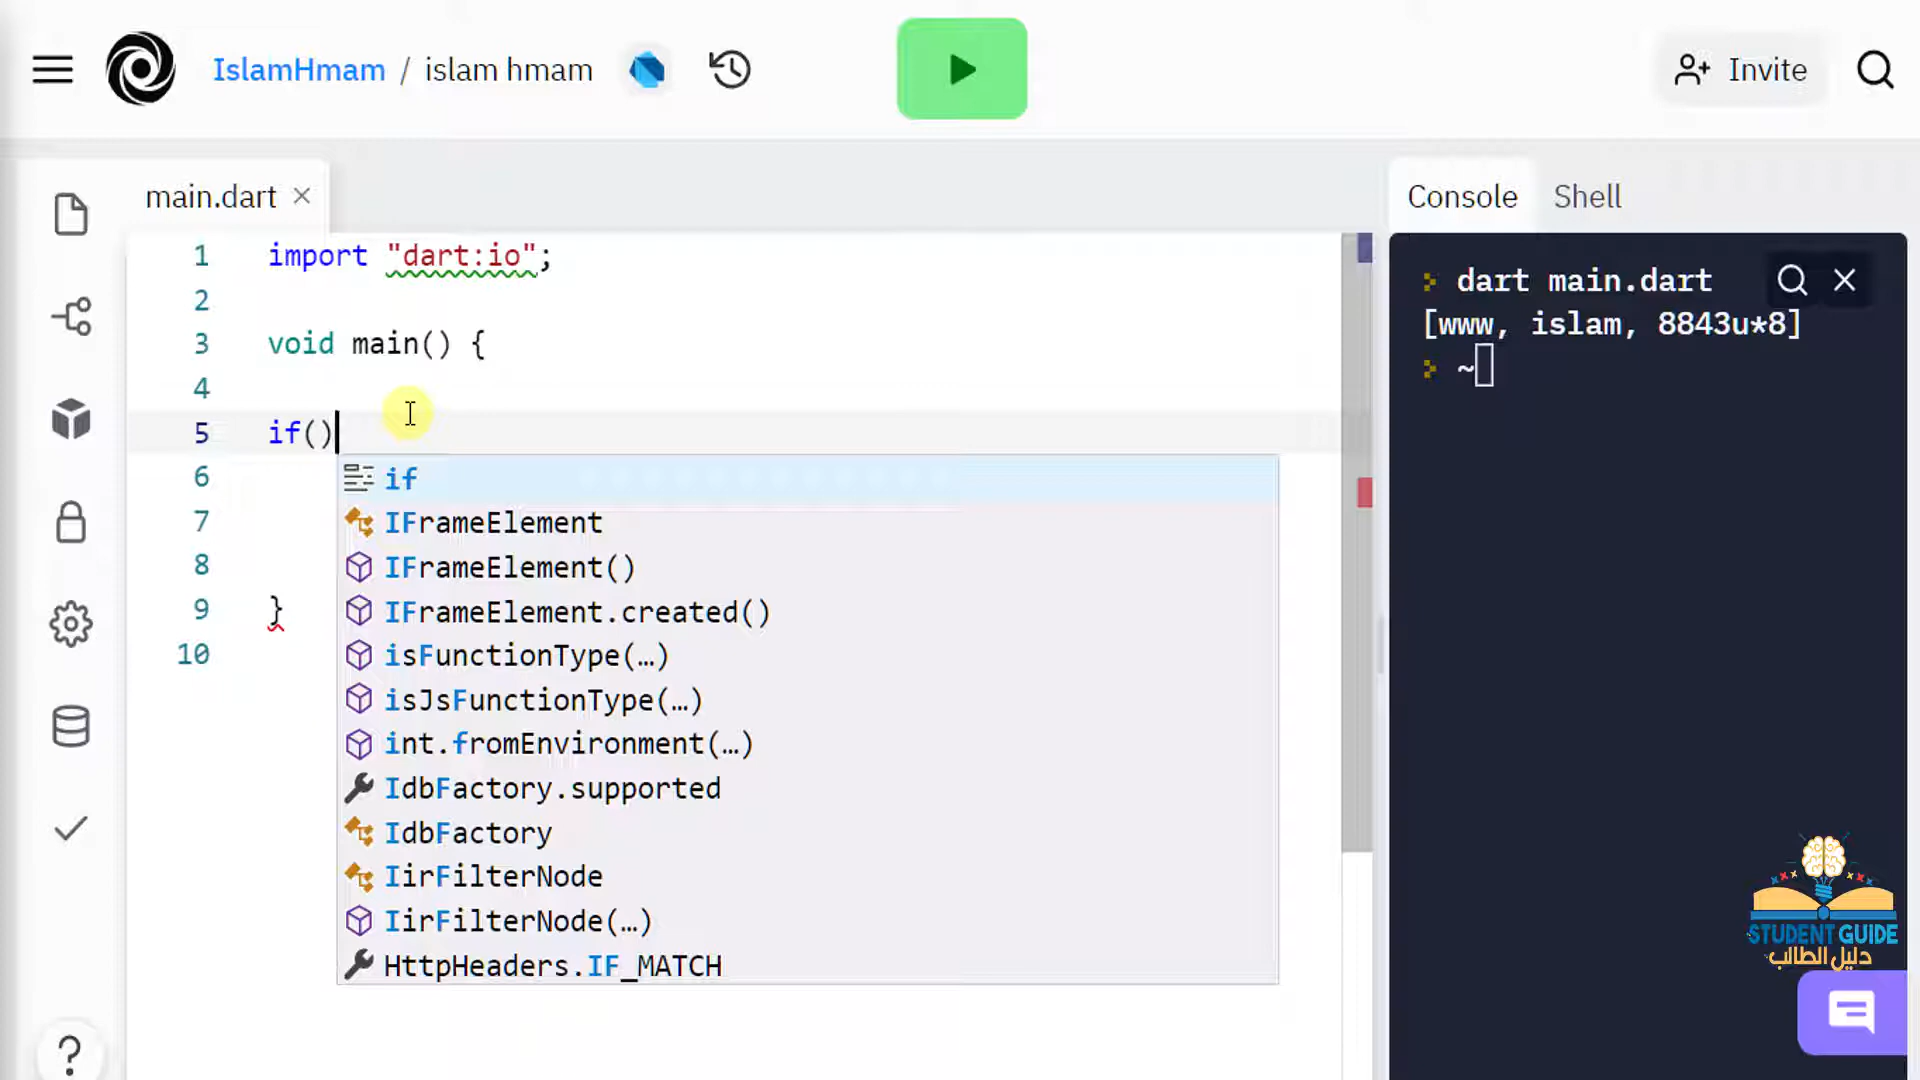 IslamHmam / islam hmam
Invite
main.dart
Console Shell
1 import "dart:io";
2
3 void main() {
4
5 if()
6
7
8
9 }
10
if
IFrameElement
IFrameElement()
IFrameElement.created()
isFunctionType(…)
isJsFunctionType(…)
int.fromEnvironment(…)
IdbFactory.supported
IdbFactory
IirFilterNode
IirFilterNode(…)
HttpHeaders.IF_MATCH
dart main.dart
[www, islam, 8843u*8]
~
STUDENT GUIDE
دليل الطالب
?